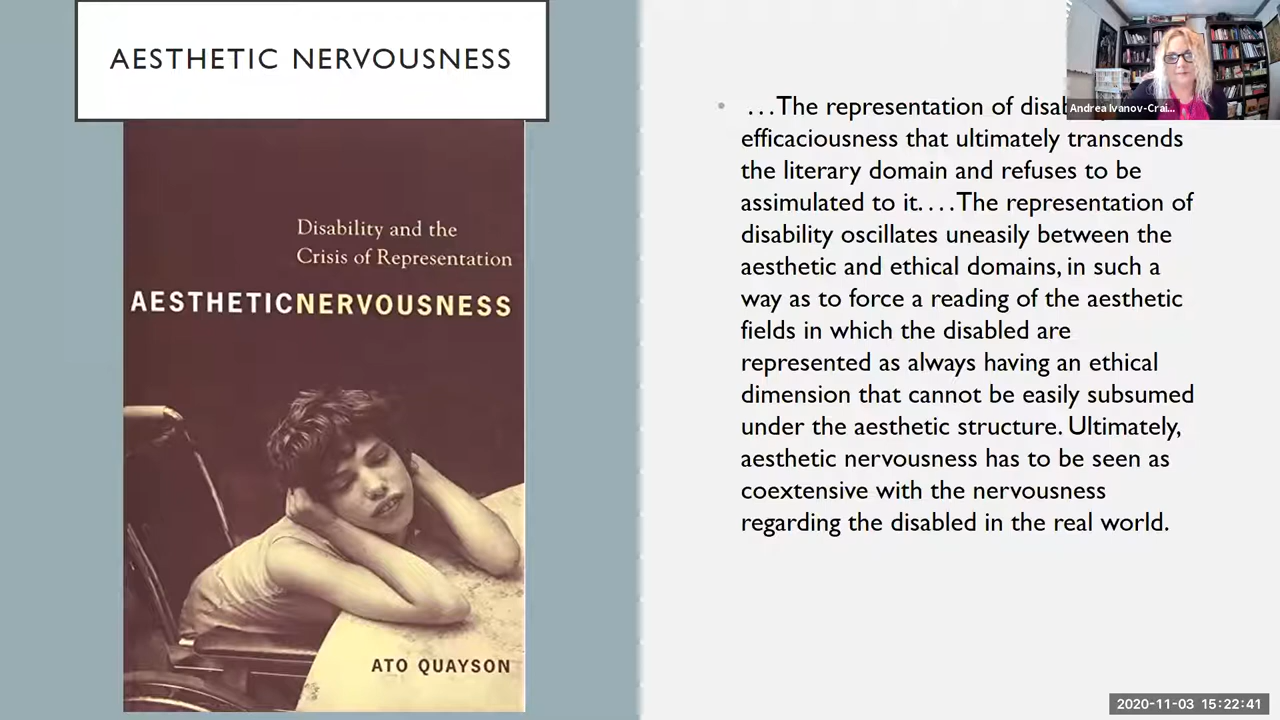 AESTHETIC NERVOUSNESS
Disability and the
Crisis of Representation
AESTHETICNERVOUSNESS
ATO QUAYSON
• …The representation of
efficaciousness that ultimately transcends
the literary domain and refuses to be
assimulated to it….The representation of
disability oscillates uneasily between the
aesthetic and ethical domains, in such a
way as to force a reading of the aesthetic
fields in which the disabled are
represented as always having an ethical
dimension that cannot be easily subsumed
under the aesthetic structure. Ultimately,
aesthetic nervousness has to be seen as
coextensive with the nervousness
regarding the disabled in the real world.
Andrea Ivanov-Crai...
2020-11-03 15:22:41